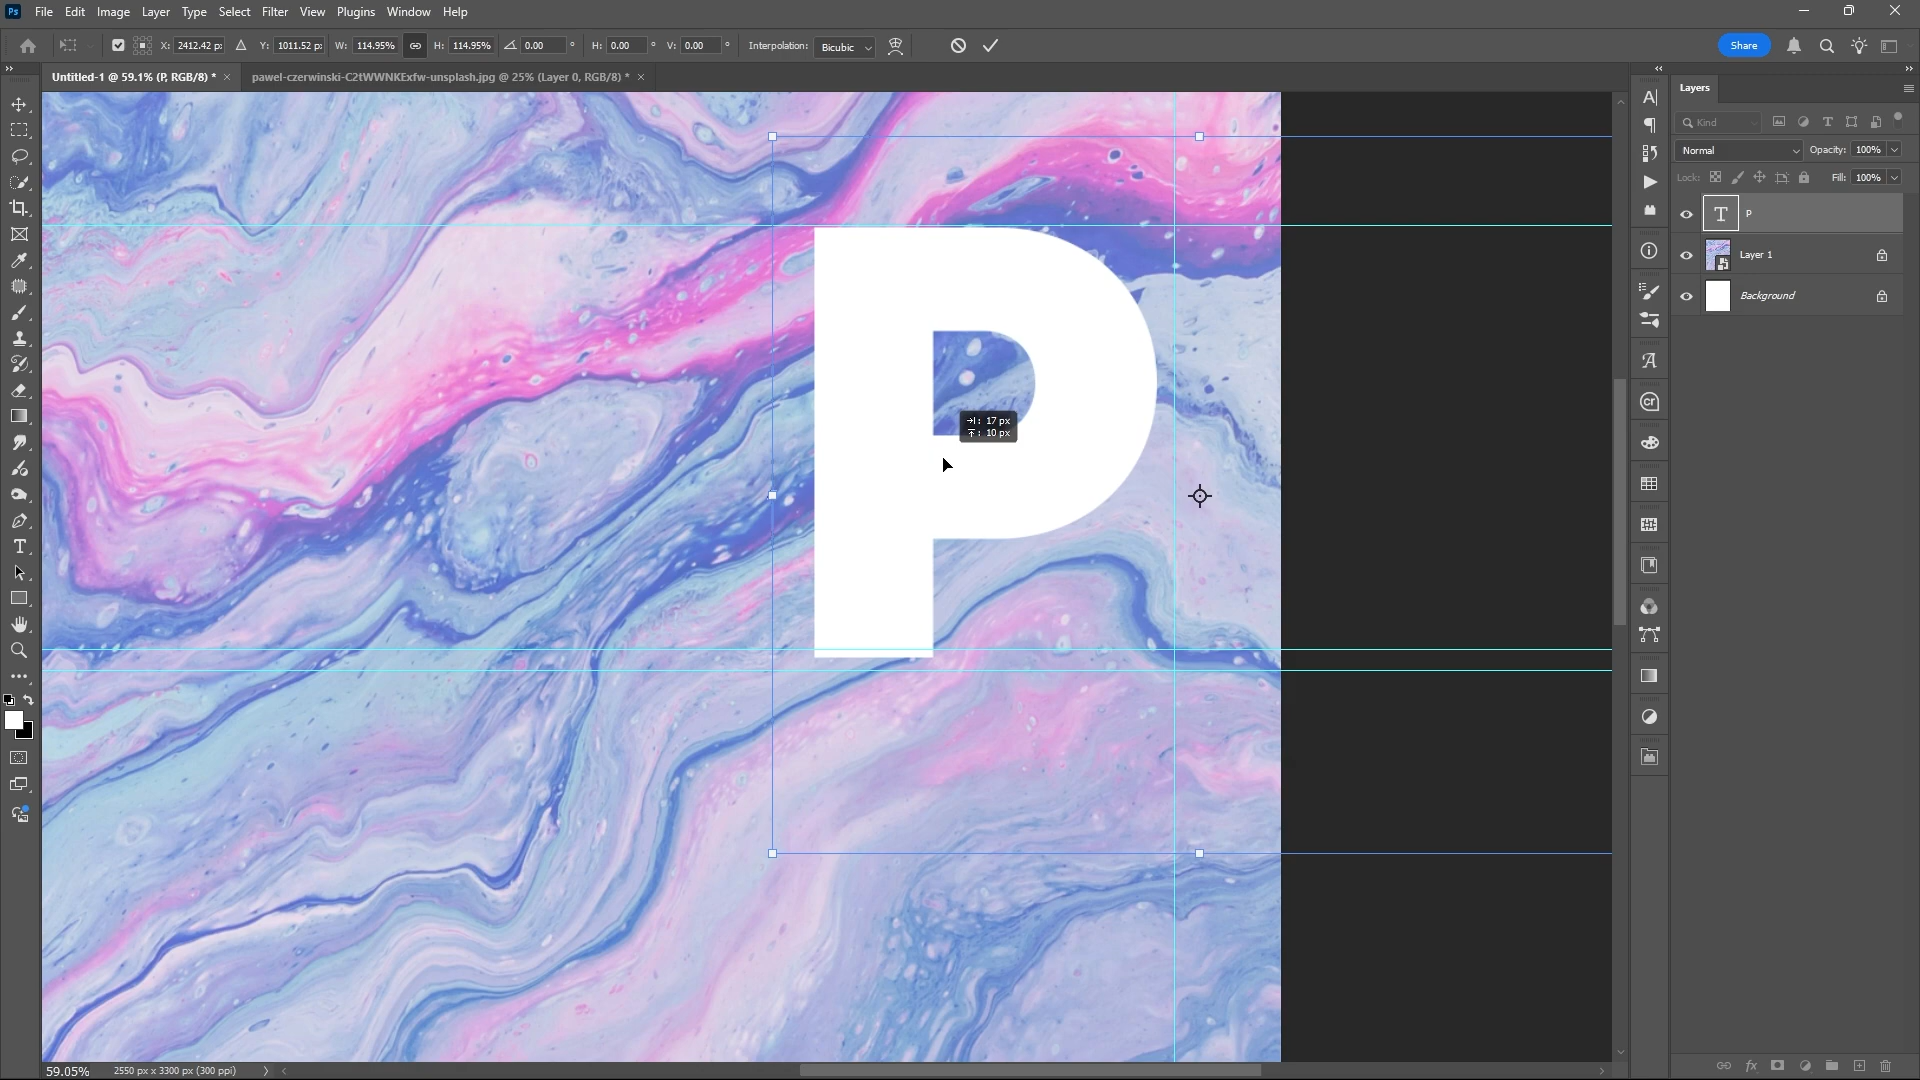 Ps File Edit Image Layer Type Select Filter View Plugins Window Help
X: 2412.42 p: Y: 1011.52 p: W: 114.95% H: 114.95% 0.00 ° H: 0.00 ° V: 0.00 ° Interpolation: Bicubic Share
Untitled-1 @ 59.1% (P, RGB/8) * × pawel-czerwinski-C2tWWNKExfw-unsplash.jpg @ 25% (Layer 0, RGB/8) * ×
Layers
Kind
Normal Opacity: 100%
Lock: Fill: 100%
P
Layer 1
Background
P
: 17 px
: 10 px
59.05% 2550 px x 3300 px (300 ppi)